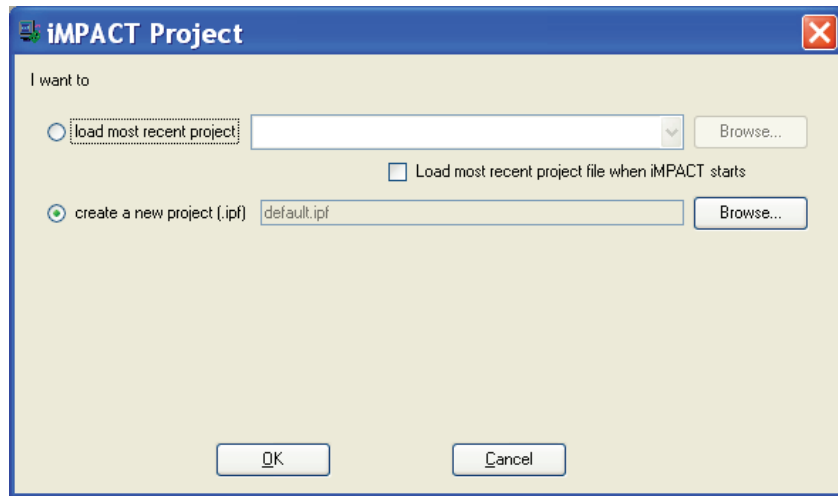 iMPACT Project
I want to
load most recent project
Browse...
Load most recent project file when iMPACT starts
create a new project (.ipf)
default.ipf
Browse...
OK
Cancel